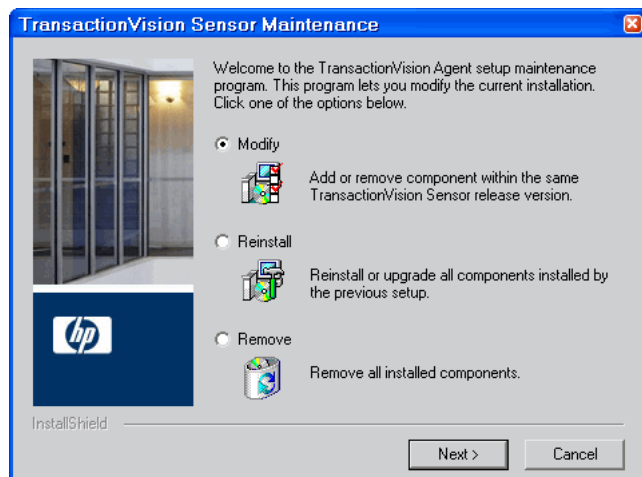 TransactionVision Sensor Maintenance
Welcome to the TransactionVision Agent setup maintenance
program. This program lets you modify the current installation.
Click one of the options below.
Modify
Add or remove component within the same
TransactionVision Sensor release version.
Reinstall
Reinstall or upgrade all components installed by
the previous setup.
hp
Remove
Remove all installed components.
InstallShield
Next >
Cancel